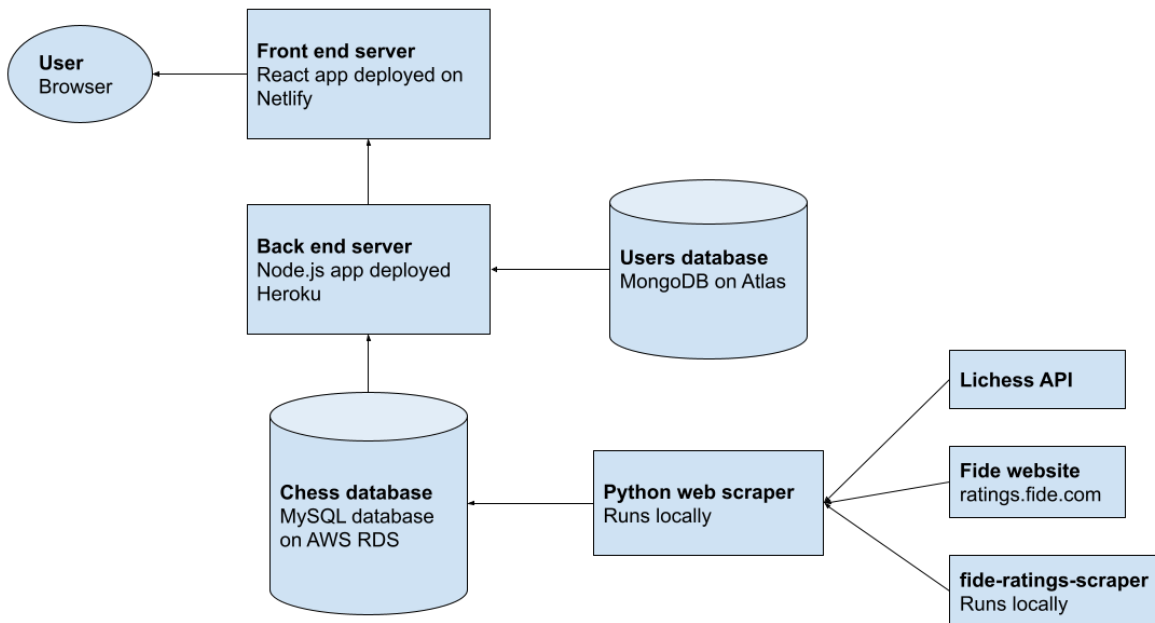 User
Browser
Front end server
React app deployed on
Netlify
Back end server
Node.js app deployed
Heroku
Users database
MongoDB on Atlas
Chess database
MySQL database
on AWS RDS
Python web scraper
Runs locally
Lichess API
Fide website
ratings.fide.com
fide-ratings-scraper
Runs locally